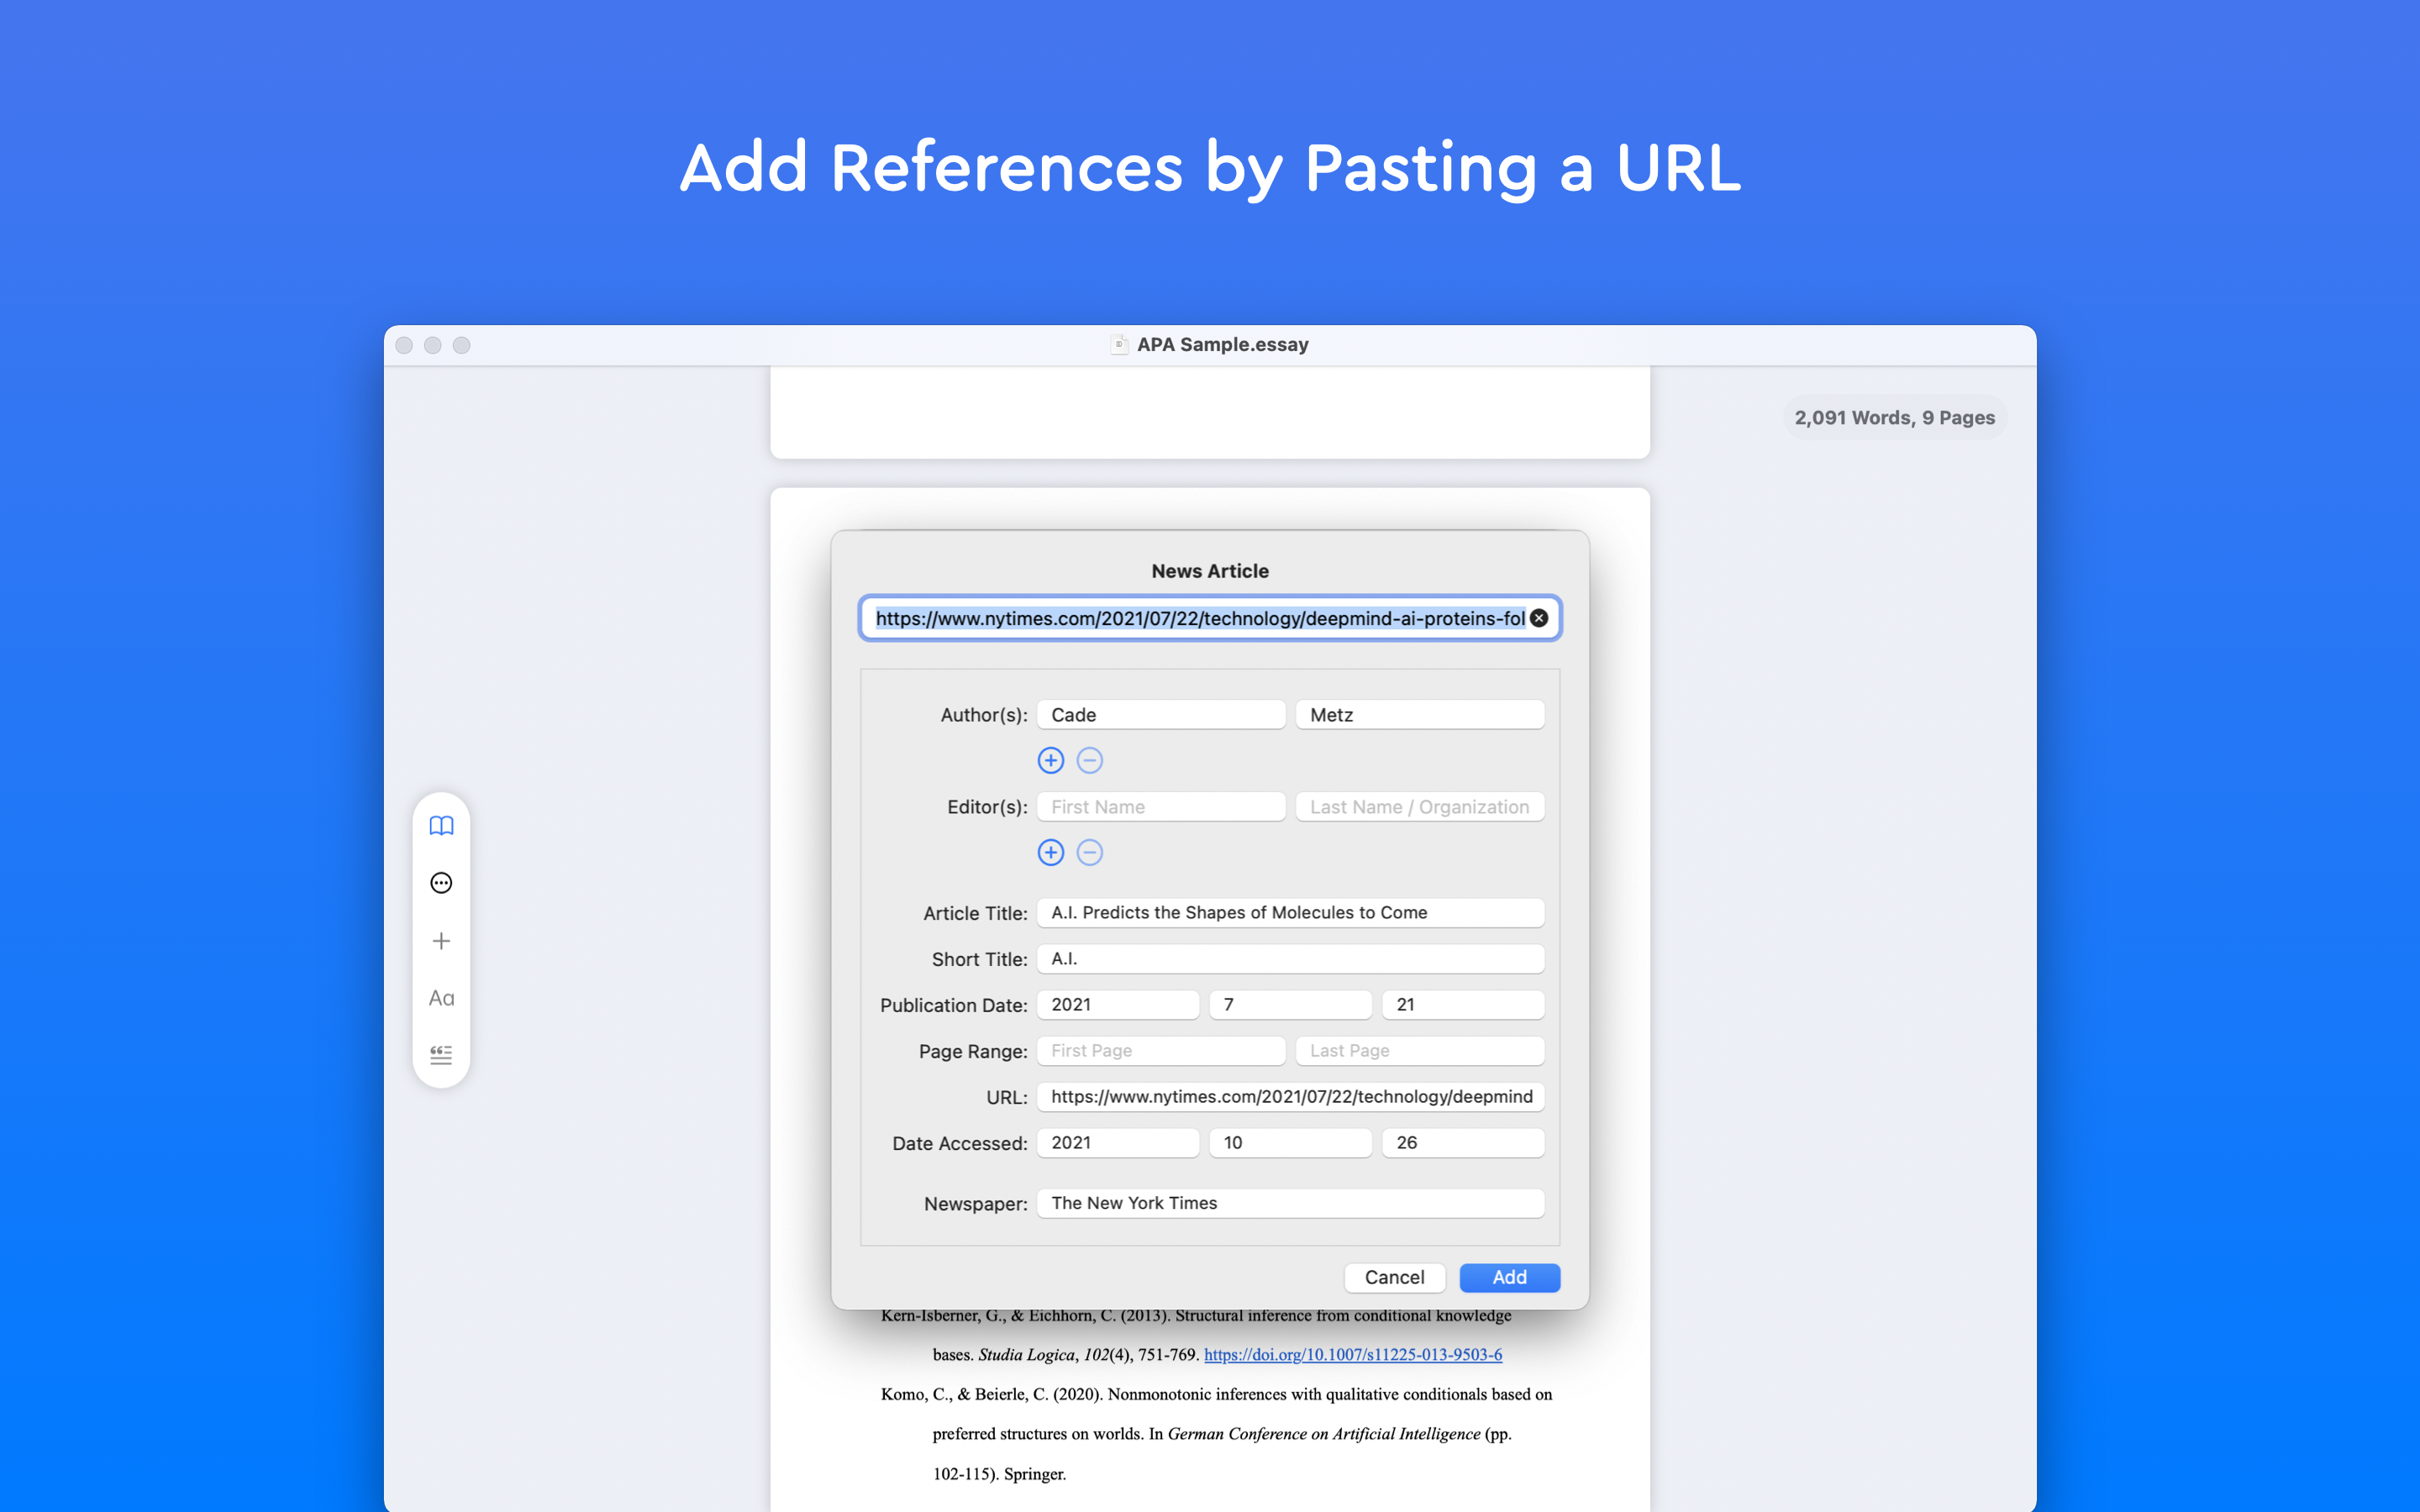 Add References by Pasting a URL
APA Sample.essay
2,091 Words, 9 Pages
News Article
https://www.nytimes.com/2021/07/22/technology/deepmind-ai-proteins-fol
Author(s): Cade Metz
Editor(s): First Name Last Name / Organization
Article Title: A.I. Predicts the Shapes of Molecules to Come
Short Title: A.I.
Publication Date: 2021 7 21
Page Range: First Page Last Page
URL: https://www.nytimes.com/2021/07/22/technology/deepmind
Date Accessed: 2021 10 26
Newspaper: The New York Times
Cancel Add
Aa
Kern-Isberner, G., & Eichhorn, C. (2013). Structural inference from conditional knowledge
bases. Studia Logica, 102(4), 751-769. https://doi.org/10.1007/s11225-013-9503-6
Komo, C., & Beierle, C. (2020). Nonmonotonic inferences with qualitative conditionals based on
preferred structures on worlds. In German Conference on Artificial Intelligence (pp.
102-115). Springer.